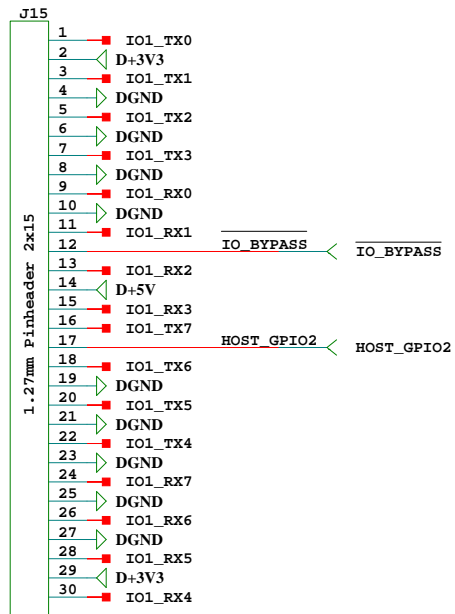 J15
1 IO1_TX0
2 D+3V3
3 IO1_TX1
4 DGND
5 IO1_TX2
6 DGND
7 IO1_TX3
8 DGND
9 IO1_RX0
10 DGND
11 IO1_RX1
12 IO_BYPASS IO_BYPASS
13 IO1_RX2
14 D+5V
15 IO1_RX3
16 IO1_TX7
17 HOST_GPIO2 HOST_GPIO2
18 IO1_TX6
19 DGND
20 IO1_TX5
21 DGND
22 IO1_TX4
23 DGND
24 IO1_RX7
25 DGND
26 IO1_RX6
27 DGND
28 IO1_RX5
29 D+3V3
30 IO1_RX4
1.27mm Pinheader 2x15